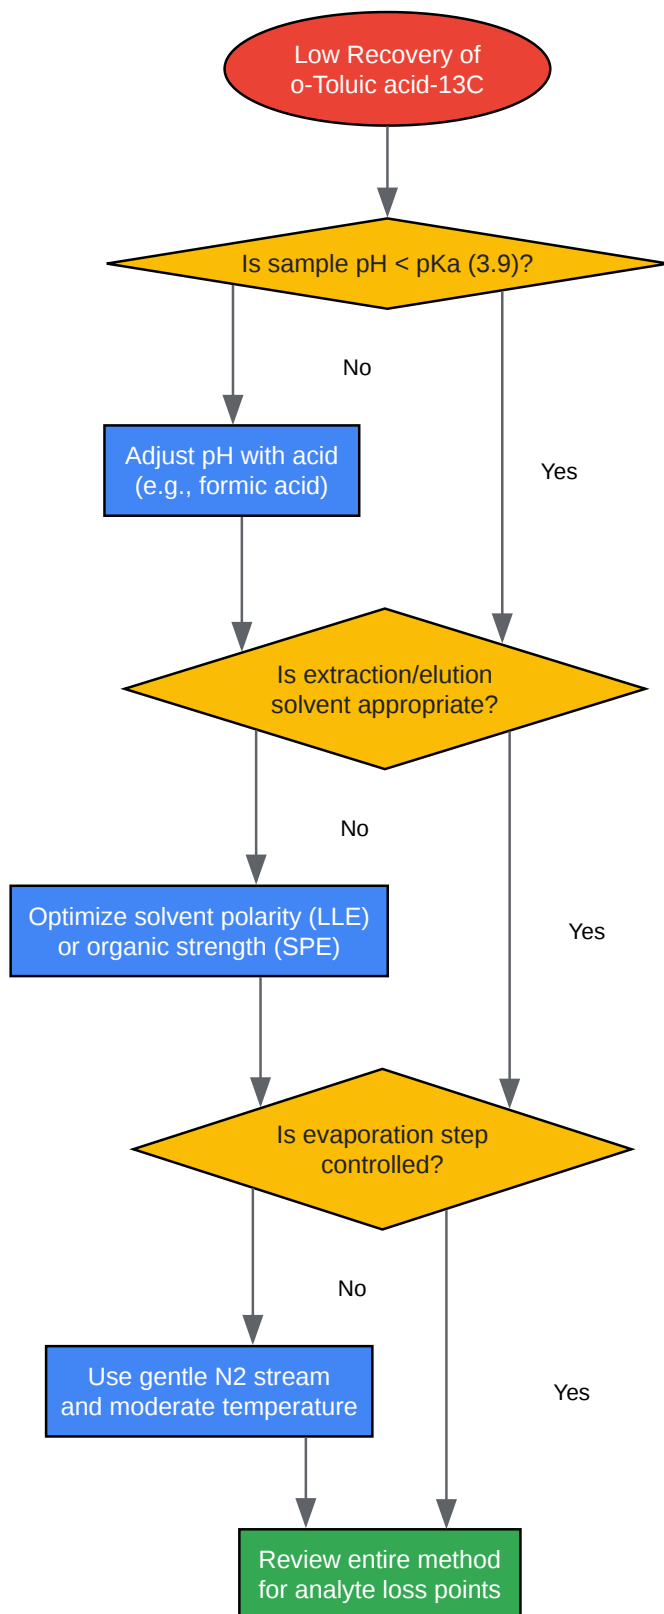 Low Recovery of
o-Toluic acid-13C
Is sample pH < pKa (3.9)?
No
Adjust pH with acid
(e.g., formic acid)
Yes
Is extraction/elution
solvent appropriate?
No
Optimize solvent polarity (LLE)
or organic strength (SPE)
Yes
Is evaporation step
controlled?
No
Use gentle N2 stream
and moderate temperature
Yes
Review entire method
for analyte loss points